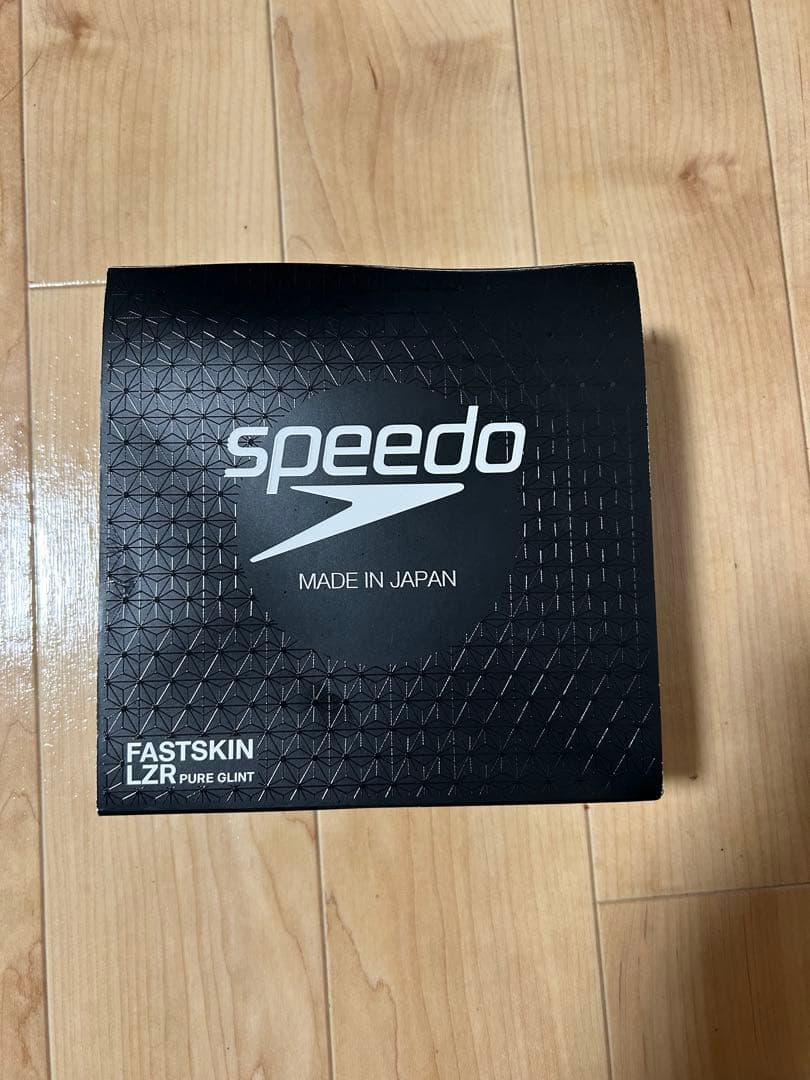 speedo
MADE IN JAPAN
FASTSKIN
LZR PURE GLINT